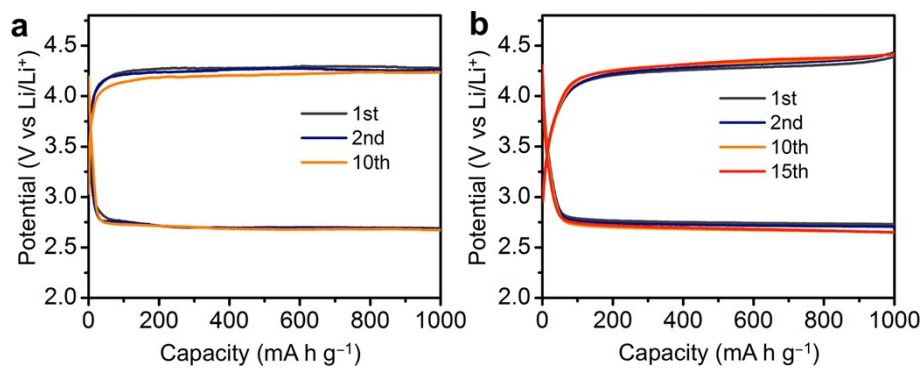 a
Potential (V vs Li/Li⁺)
4.5
4.0
3.5
3.0
2.5
2.0
1st
2nd
10th
0 200 400 600 800 1000
Capacity (mA h g⁻¹)
b
Potential (V vs Li/Li⁺)
4.5
4.0
3.5
3.0
2.5
2.0
1st
2nd
10th
15th
0 200 400 600 800 1000
Capacity (mA h g⁻¹)